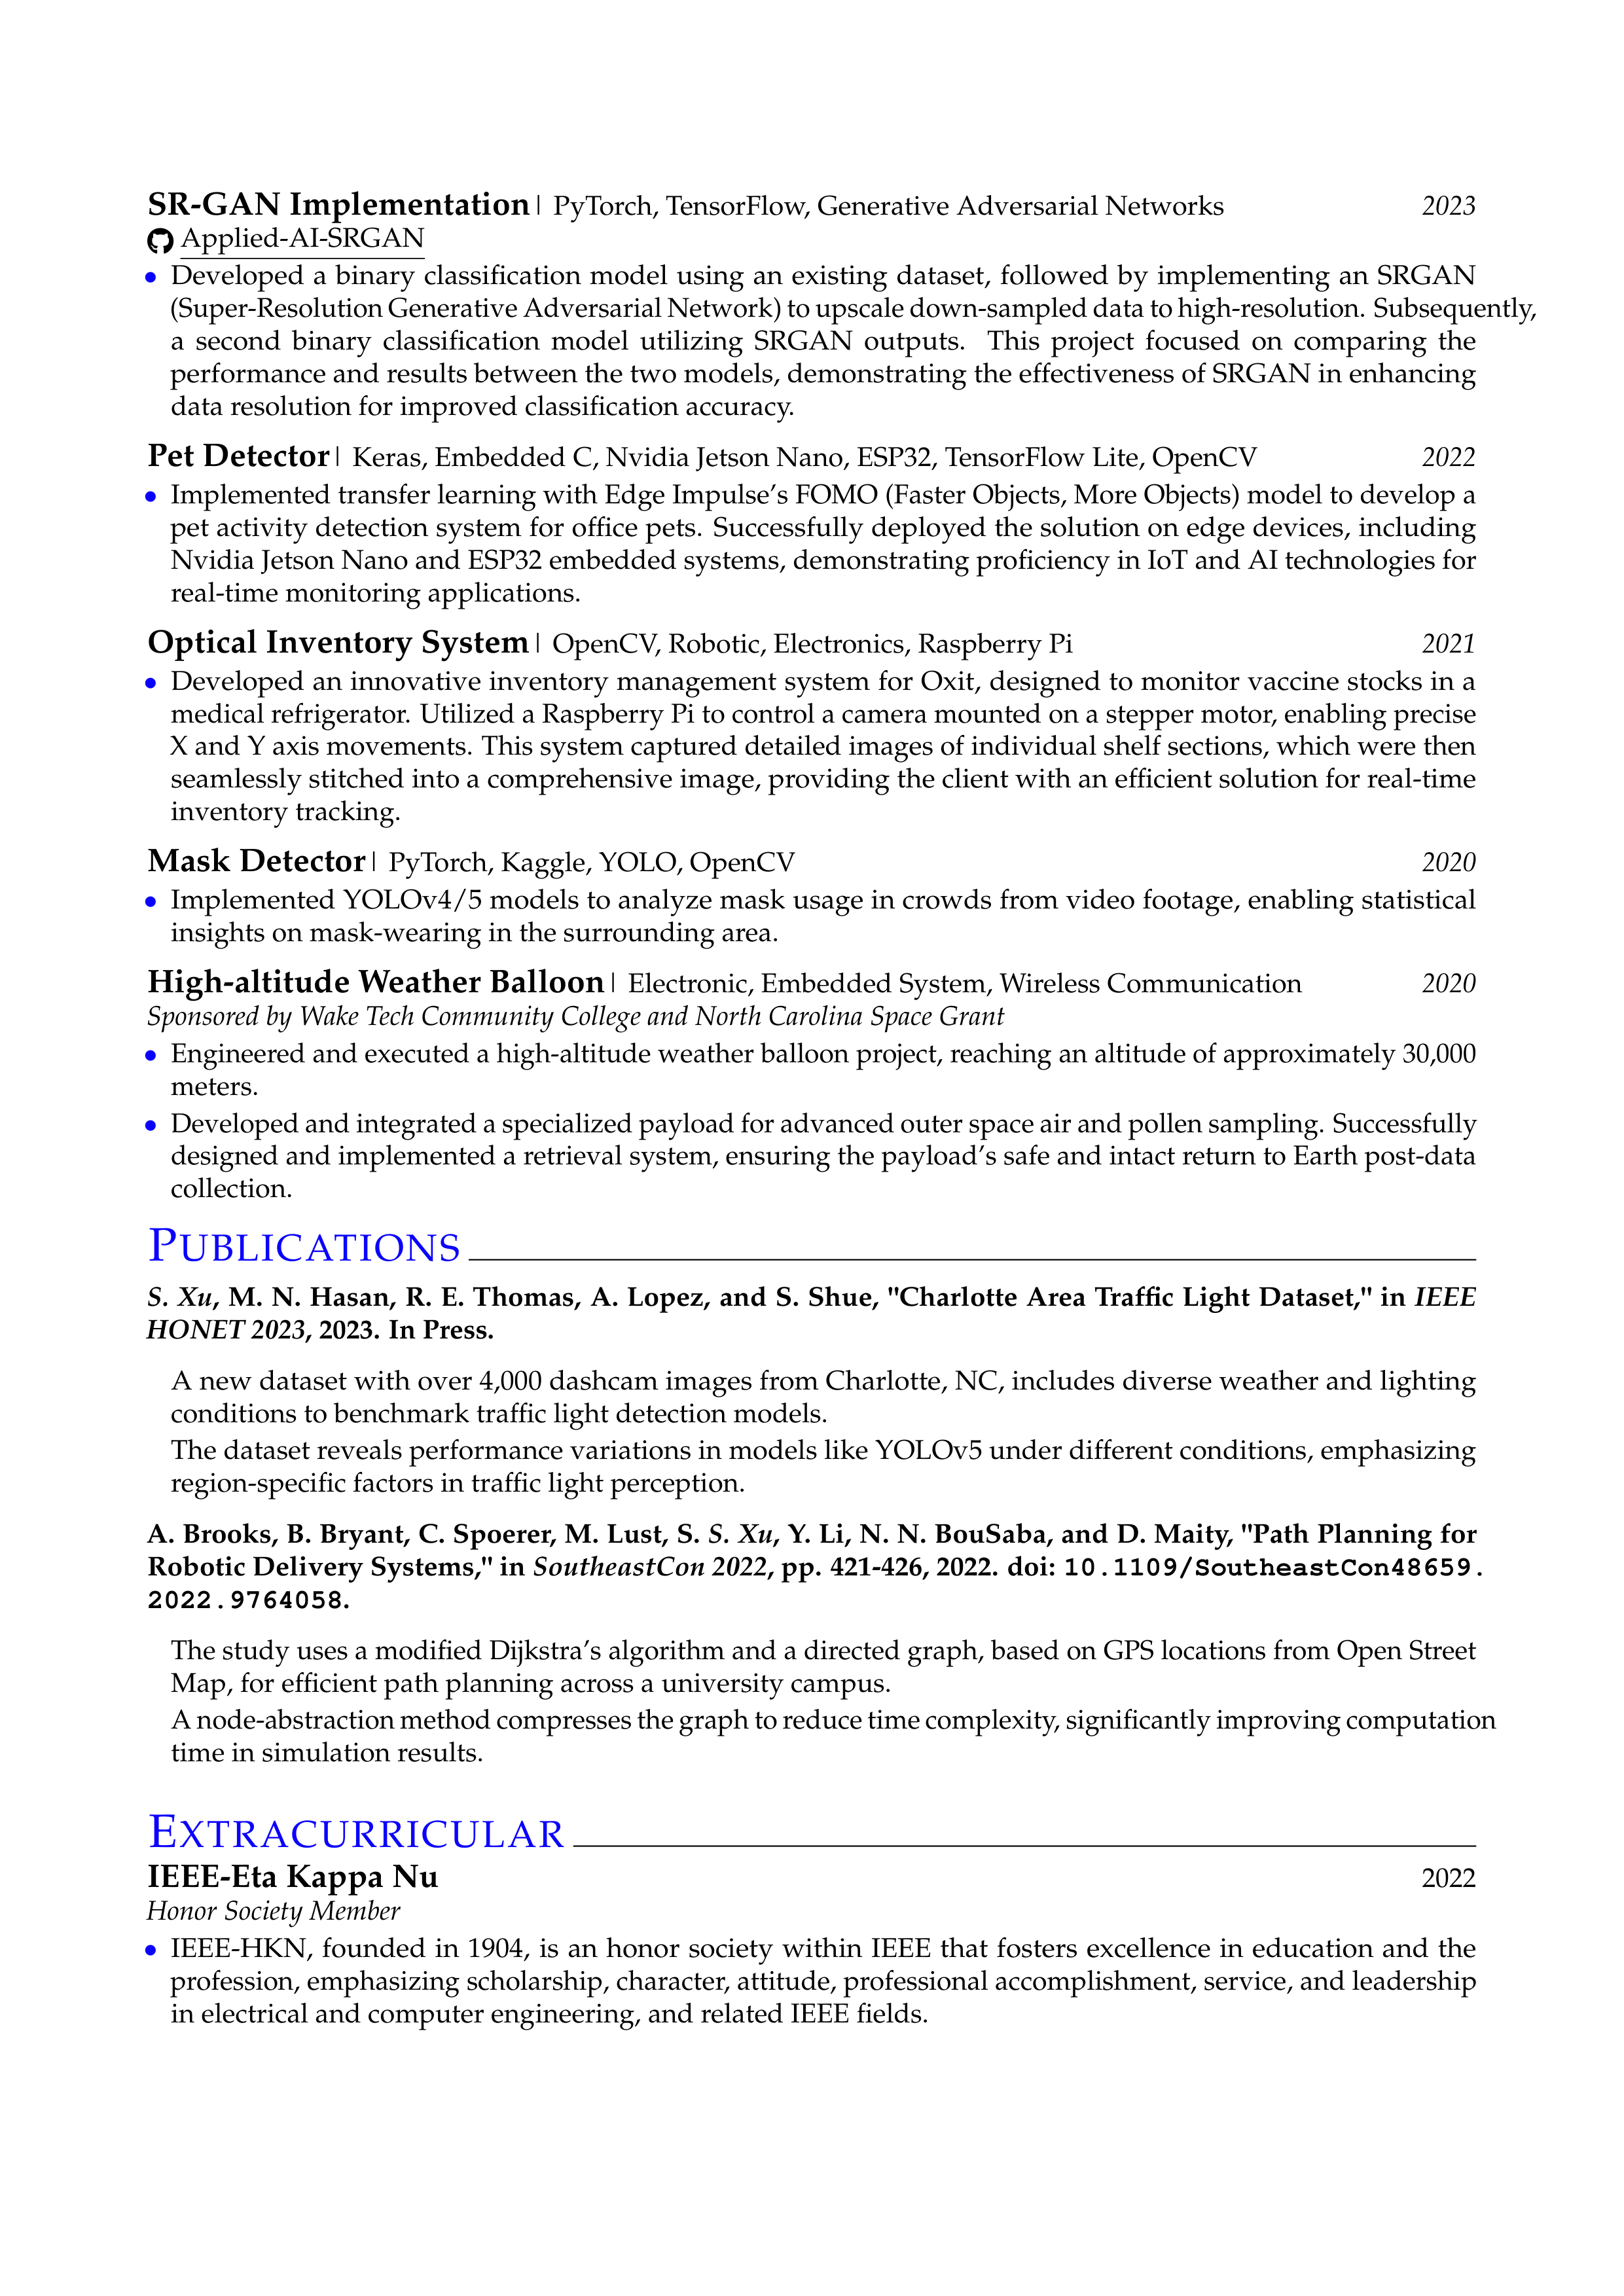 SR-GAN Implementation | PyTorch, TensorFlow, Generative Adversarial Networks 2023
Applied-AI-SRGAN
• Developed a binary classification model using an existing dataset, followed by implementing an SRGAN
(Super-Resolution Generative Adversarial Network) to upscale down-sampled data to high-resolution. Subsequently,
a second binary classification model utilizing SRGAN outputs. This project focused on comparing the
performance and results between the two models, demonstrating the effectiveness of SRGAN in enhancing
data resolution for improved classification accuracy.
Pet Detector | Keras, Embedded C, Nvidia Jetson Nano, ESP32, TensorFlow Lite, OpenCV 2022
• Implemented transfer learning with Edge Impulse's FOMO (Faster Objects, More Objects) model to develop a
pet activity detection system for office pets. Successfully deployed the solution on edge devices, including
Nvidia Jetson Nano and ESP32 embedded systems, demonstrating proficiency in IoT and AI technologies for
real-time monitoring applications.
Optical Inventory System | OpenCV, Robotic, Electronics, Raspberry Pi 2021
• Developed an innovative inventory management system for Oxit, designed to monitor vaccine stocks in a
medical refrigerator. Utilized a Raspberry Pi to control a camera mounted on a stepper motor, enabling precise
X and Y axis movements. This system captured detailed images of individual shelf sections, which were then
seamlessly stitched into a comprehensive image, providing the client with an efficient solution for real-time
inventory tracking.
Mask Detector | PyTorch, Kaggle, YOLO, OpenCV 2020
• Implemented YOLOv4/5 models to analyze mask usage in crowds from video footage, enabling statistical
insights on mask-wearing in the surrounding area.
High-altitude Weather Balloon | Electronic, Embedded System, Wireless Communication 2020
Sponsored by Wake Tech Community College and North Carolina Space Grant
• Engineered and executed a high-altitude weather balloon project, reaching an altitude of approximately 30,000
meters.
• Developed and integrated a specialized payload for advanced outer space air and pollen sampling. Successfully
designed and implemented a retrieval system, ensuring the payload's safe and intact return to Earth post-data
collection.
PUBLICATIONS
S. Xu, M. N. Hasan, R. E. Thomas, A. Lopez, and S. Shue, "Charlotte Area Traffic Light Dataset," in IEEE
HONET 2023, 2023. In Press.
A new dataset with over 4,000 dashcam images from Charlotte, NC, includes diverse weather and lighting
conditions to benchmark traffic light detection models.
The dataset reveals performance variations in models like YOLOv5 under different conditions, emphasizing
region-specific factors in traffic light perception.
A. Brooks, B. Bryant, C. Spoerer, M. Lust, S. S. Xu, Y. Li, N. N. BouSaba, and D. Maity, "Path Planning for
Robotic Delivery Systems," in SoutheastCon 2022, pp. 421-426, 2022. doi: 10.1109/SoutheastCon48659.
2022.9764058.
The study uses a modified Dijkstra's algorithm and a directed graph, based on GPS locations from Open Street
Map, for efficient path planning across a university campus.
A node-abstraction method compresses the graph to reduce time complexity, significantly improving computation
time in simulation results.
EXTRACURRICULAR
IEEE-Eta Kappa Nu 2022
Honor Society Member
• IEEE-HKN, founded in 1904, is an honor society within IEEE that fosters excellence in education and the
profession, emphasizing scholarship, character, attitude, professional accomplishment, service, and leadership
in electrical and computer engineering, and related IEEE fields.